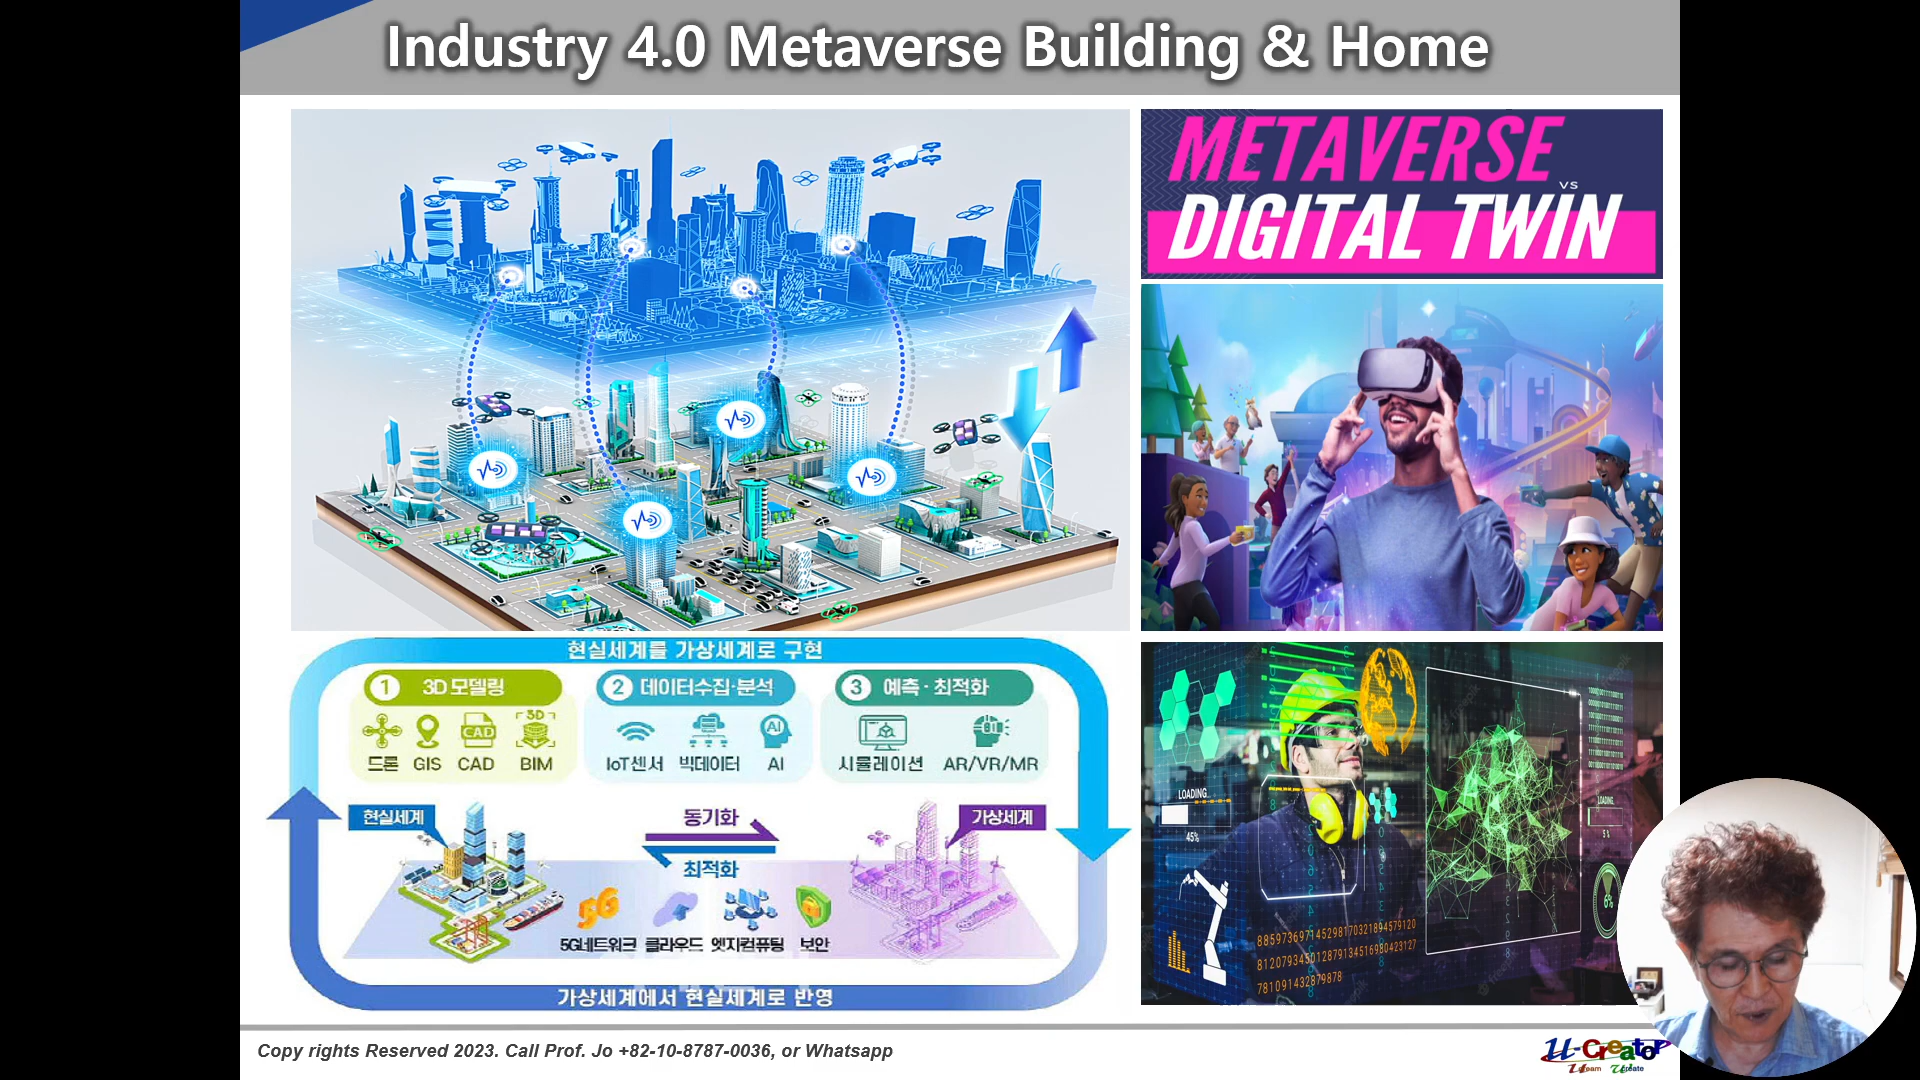 Industry 4.0 Metaverse Building & Home
METAVERSE
VS
DIGITAL TWIN
현실세계를 가상세계로 구현
1 3D 모델링
2 데이터수집·분석
3 예측·최적화
3D
CAD
AI
드론 GIS CAD BIM
IoT센서 빅데이터 AI
시뮬레이션 AR/VR/MR
현실세계
동기화
가상세계
최적화
5G
5G네트워크 클라우드 엣지컴퓨팅 보안
가상세계에서 현실세계로 반영
LOADING
45%
LOADING
5%
6%
781091432879878
Copy rights Reserved 2023. Call Prof. Jo +82-10-8787-0036, or Whatsapp
U-Creator